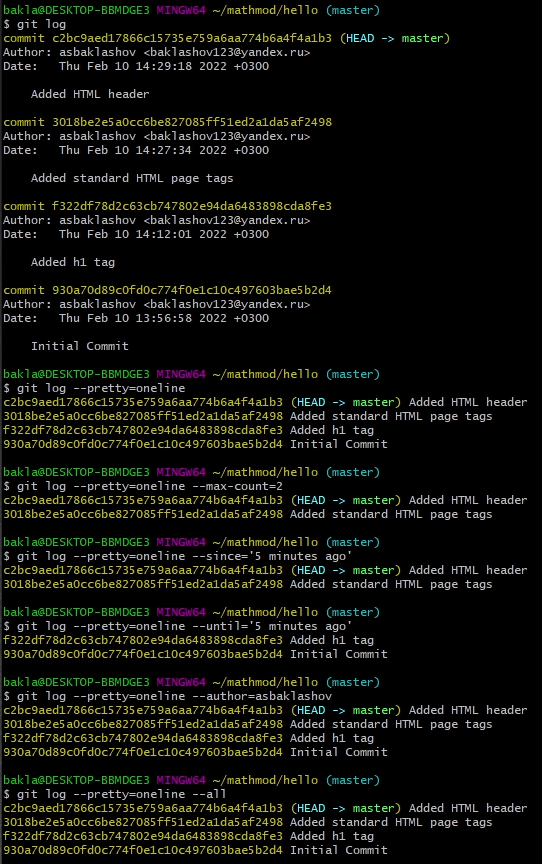 bakla@DESKTOP-BBMDGE3 MINGW64 ~/mathmod/hello (master)
$ git log
commit c2bc9aed17866c15735e759a6aa774b6a4f4a1b3 (HEAD -> master)
Author: asbaklashov <baklashov123@yandex.ru>
Date:   Thu Feb 10 14:29:18 2022 +0300
Added HTML header
commit 3018be2e5a0cc6be827085ff51ed2a1da5af2498
Author: asbaklashov <baklashov123@yandex.ru>
Date:   Thu Feb 10 14:27:34 2022 +0300
Added standard HTML page tags
commit f322df78d2c63cb747802e94da6483898cda8fe3
Author: asbaklashov <baklashov123@yandex.ru>
Date:   Thu Feb 10 14:12:01 2022 +0300
Added h1 tag
commit 930a70d89c0fd0c774f0e1c10c497603bae5b2d4
Author: asbaklashov <baklashov123@yandex.ru>
Date:   Thu Feb 10 13:56:58 2022 +0300
Initial Commit
bakla@DESKTOP-BBMDGE3 MINGW64 ~/mathmod/hello (master)
$ git log --pretty=oneline
c2bc9aed17866c15735e759a6aa774b6a4f4a1b3 (HEAD -> master) Added HTML header
3018be2e5a0cc6be827085ff51ed2a1da5af2498 Added standard HTML page tags
f322df78d2c63cb747802e94da6483898cda8fe3 Added h1 tag
930a70d89c0fd0c774f0e1c10c497603bae5b2d4 Initial Commit
bakla@DESKTOP-BBMDGE3 MINGW64 ~/mathmod/hello (master)
$ git log --pretty=oneline --max-count=2
c2bc9aed17866c15735e759a6aa774b6a4f4a1b3 (HEAD -> master) Added HTML header
3018be2e5a0cc6be827085ff51ed2a1da5af2498 Added standard HTML page tags
bakla@DESKTOP-BBMDGE3 MINGW64 ~/mathmod/hello (master)
$ git log --pretty=oneline --since='5 minutes ago'
c2bc9aed17866c15735e759a6aa774b6a4f4a1b3 (HEAD -> master) Added HTML header
3018be2e5a0cc6be827085ff51ed2a1da5af2498 Added standard HTML page tags
bakla@DESKTOP-BBMDGE3 MINGW64 ~/mathmod/hello (master)
$ git log --pretty=oneline --until='5 minutes ago'
f322df78d2c63cb747802e94da6483898cda8fe3 Added h1 tag
930a70d89c0fd0c774f0e1c10c497603bae5b2d4 Initial Commit
bakla@DESKTOP-BBMDGE3 MINGW64 ~/mathmod/hello (master)
$ git log --pretty=oneline --author=asbaklashov
c2bc9aed17866c15735e759a6aa774b6a4f4a1b3 (HEAD -> master) Added HTML header
3018be2e5a0cc6be827085ff51ed2a1da5af2498 Added standard HTML page tags
f322df78d2c63cb747802e94da6483898cda8fe3 Added h1 tag
930a70d89c0fd0c774f0e1c10c497603bae5b2d4 Initial Commit
bakla@DESKTOP-BBMDGE3 MINGW64 ~/mathmod/hello (master)
$ git log --pretty=oneline --all
c2bc9aed17866c15735e759a6aa774b6a4f4a1b3 (HEAD -> master) Added HTML header
3018be2e5a0cc6be827085ff51ed2a1da5af2498 Added standard HTML page tags
f322df78d2c63cb747802e94da6483898cda8fe3 Added h1 tag
930a70d89c0fd0c774f0e1c10c497603bae5b2d4 Initial Commit